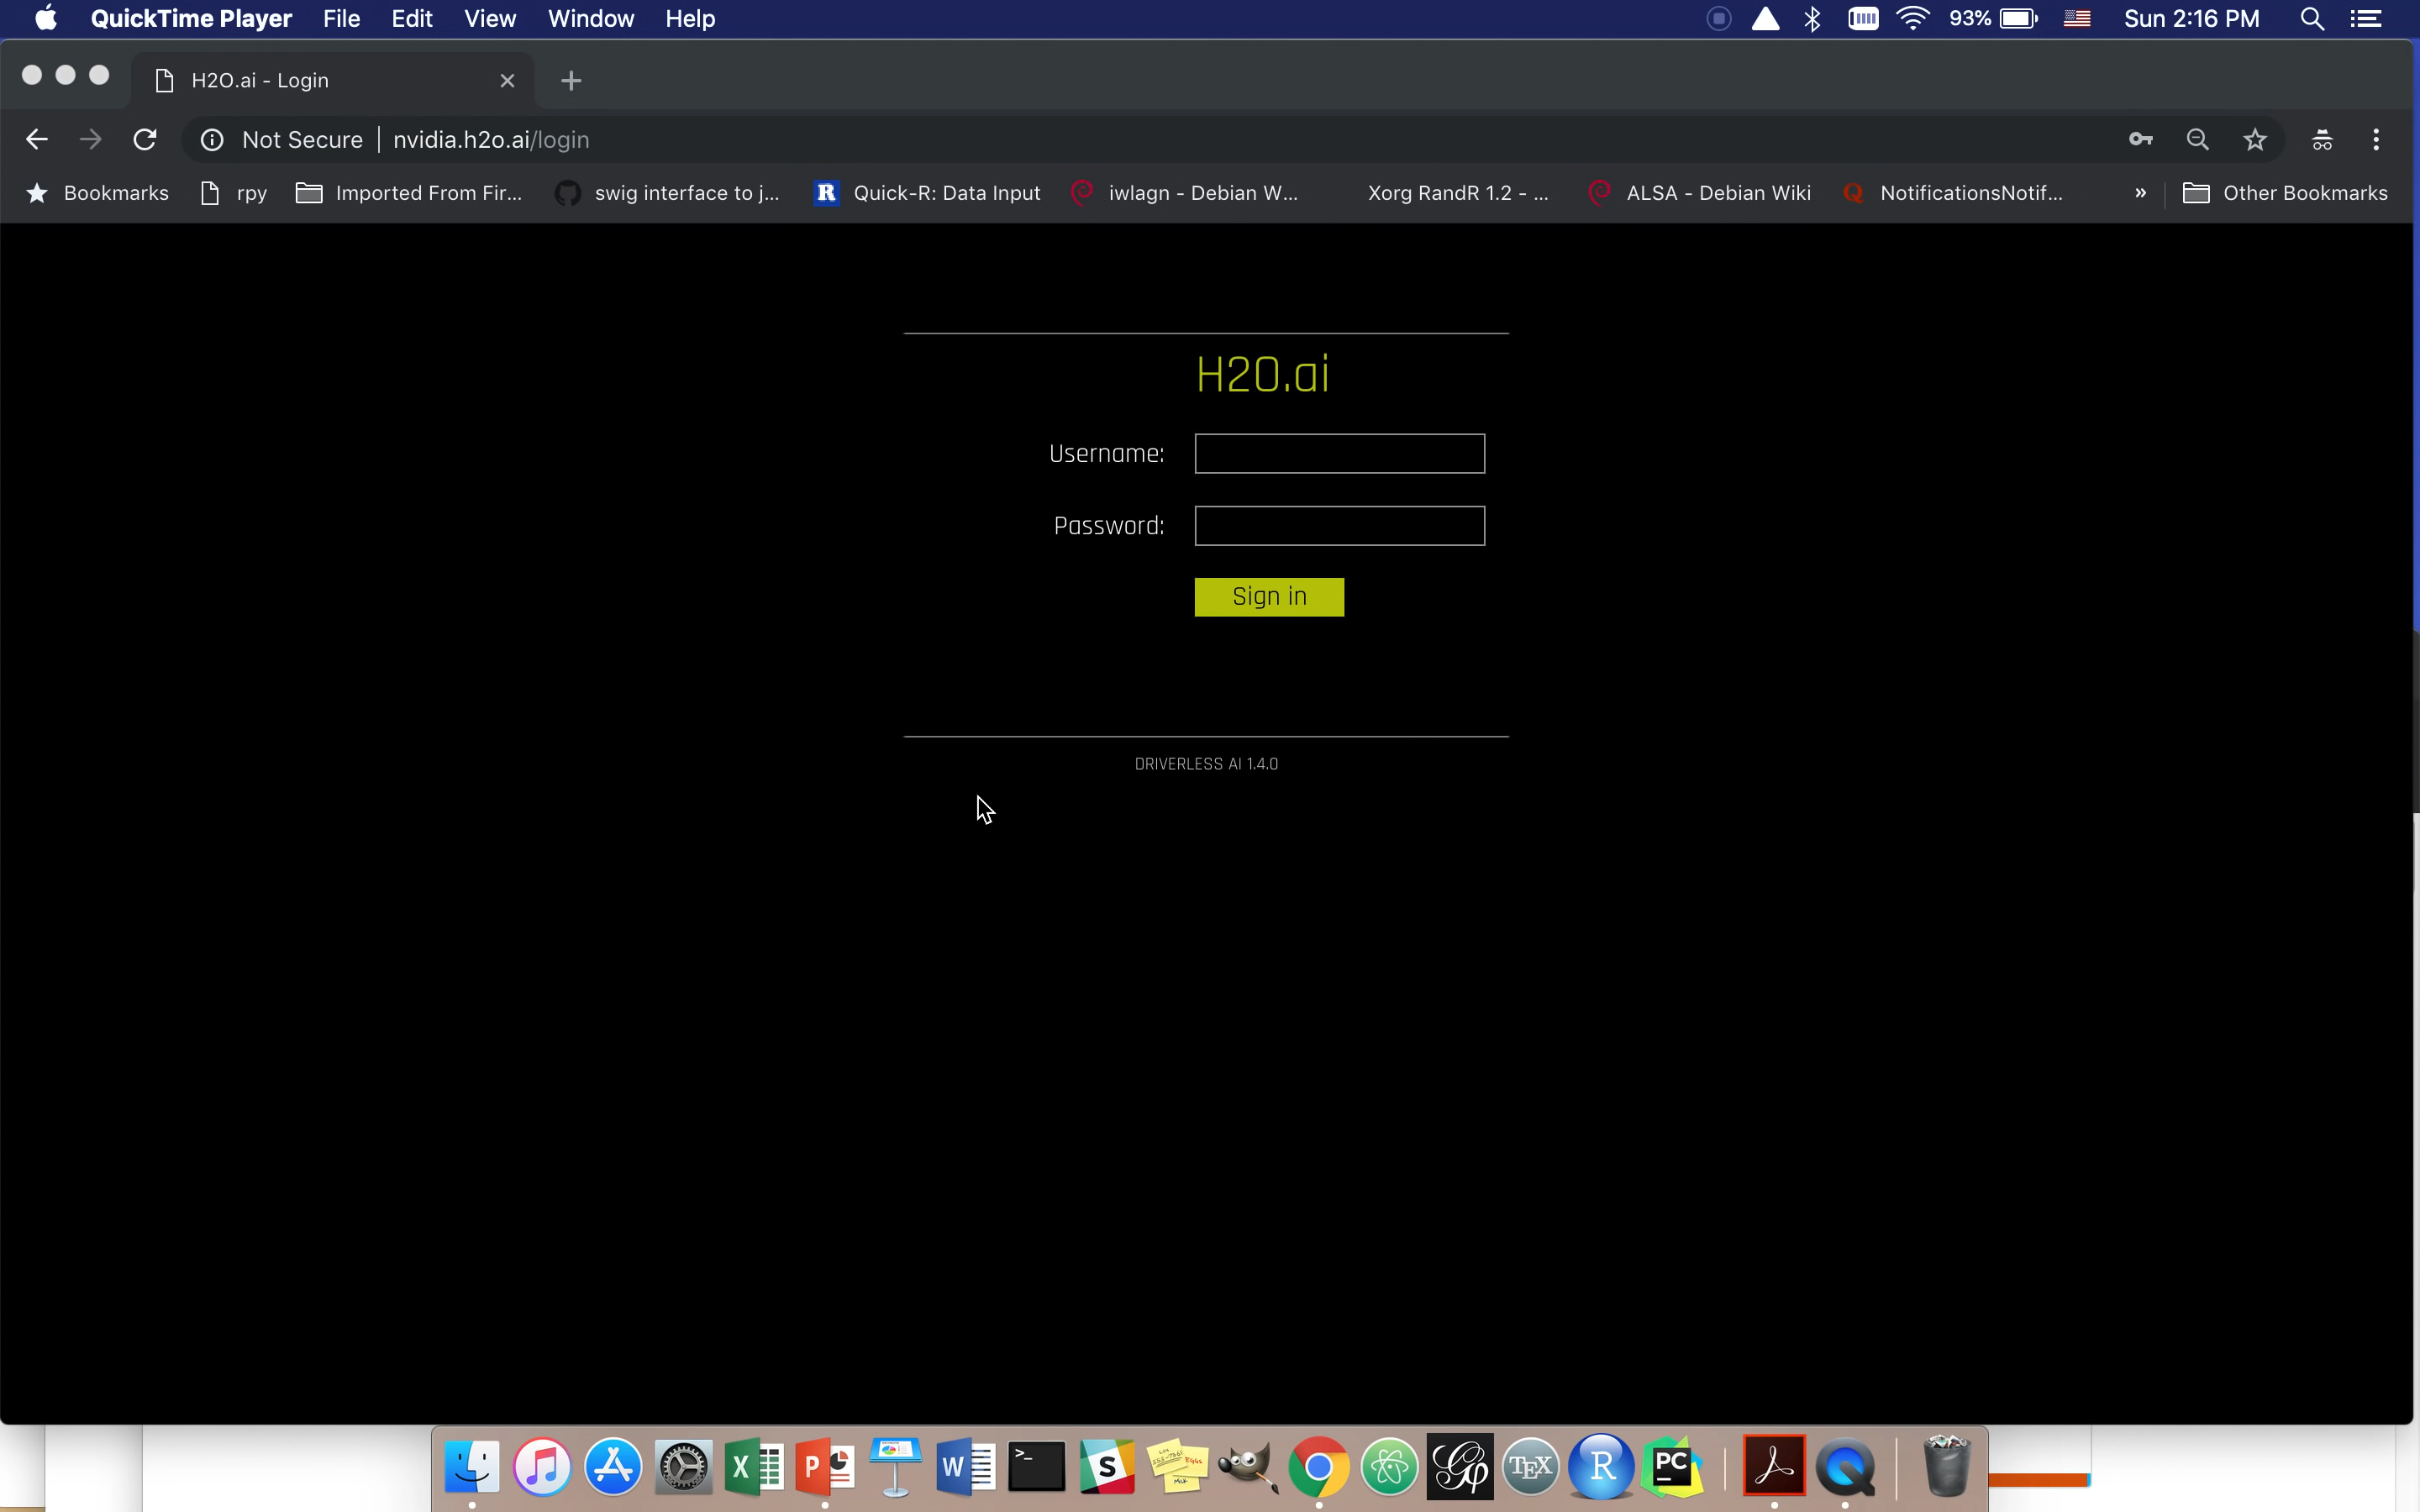 QuickTime Player File Edit View Window Help 93% Sun 2:16 PM
H2O.ai - Login
Not Secure nvidia.h2o.ai/login
Bookmarks rpy Imported From Fir... swig interface to j... Quick-R: Data Input iwlagn - Debian W... Xorg RandR 1.2 - ... ALSA - Debian Wiki NotificationsNotif... » Other Bookmarks
H2O.ai
Username:
Password:
Sign in
DRIVERLESS AI 1.4.0